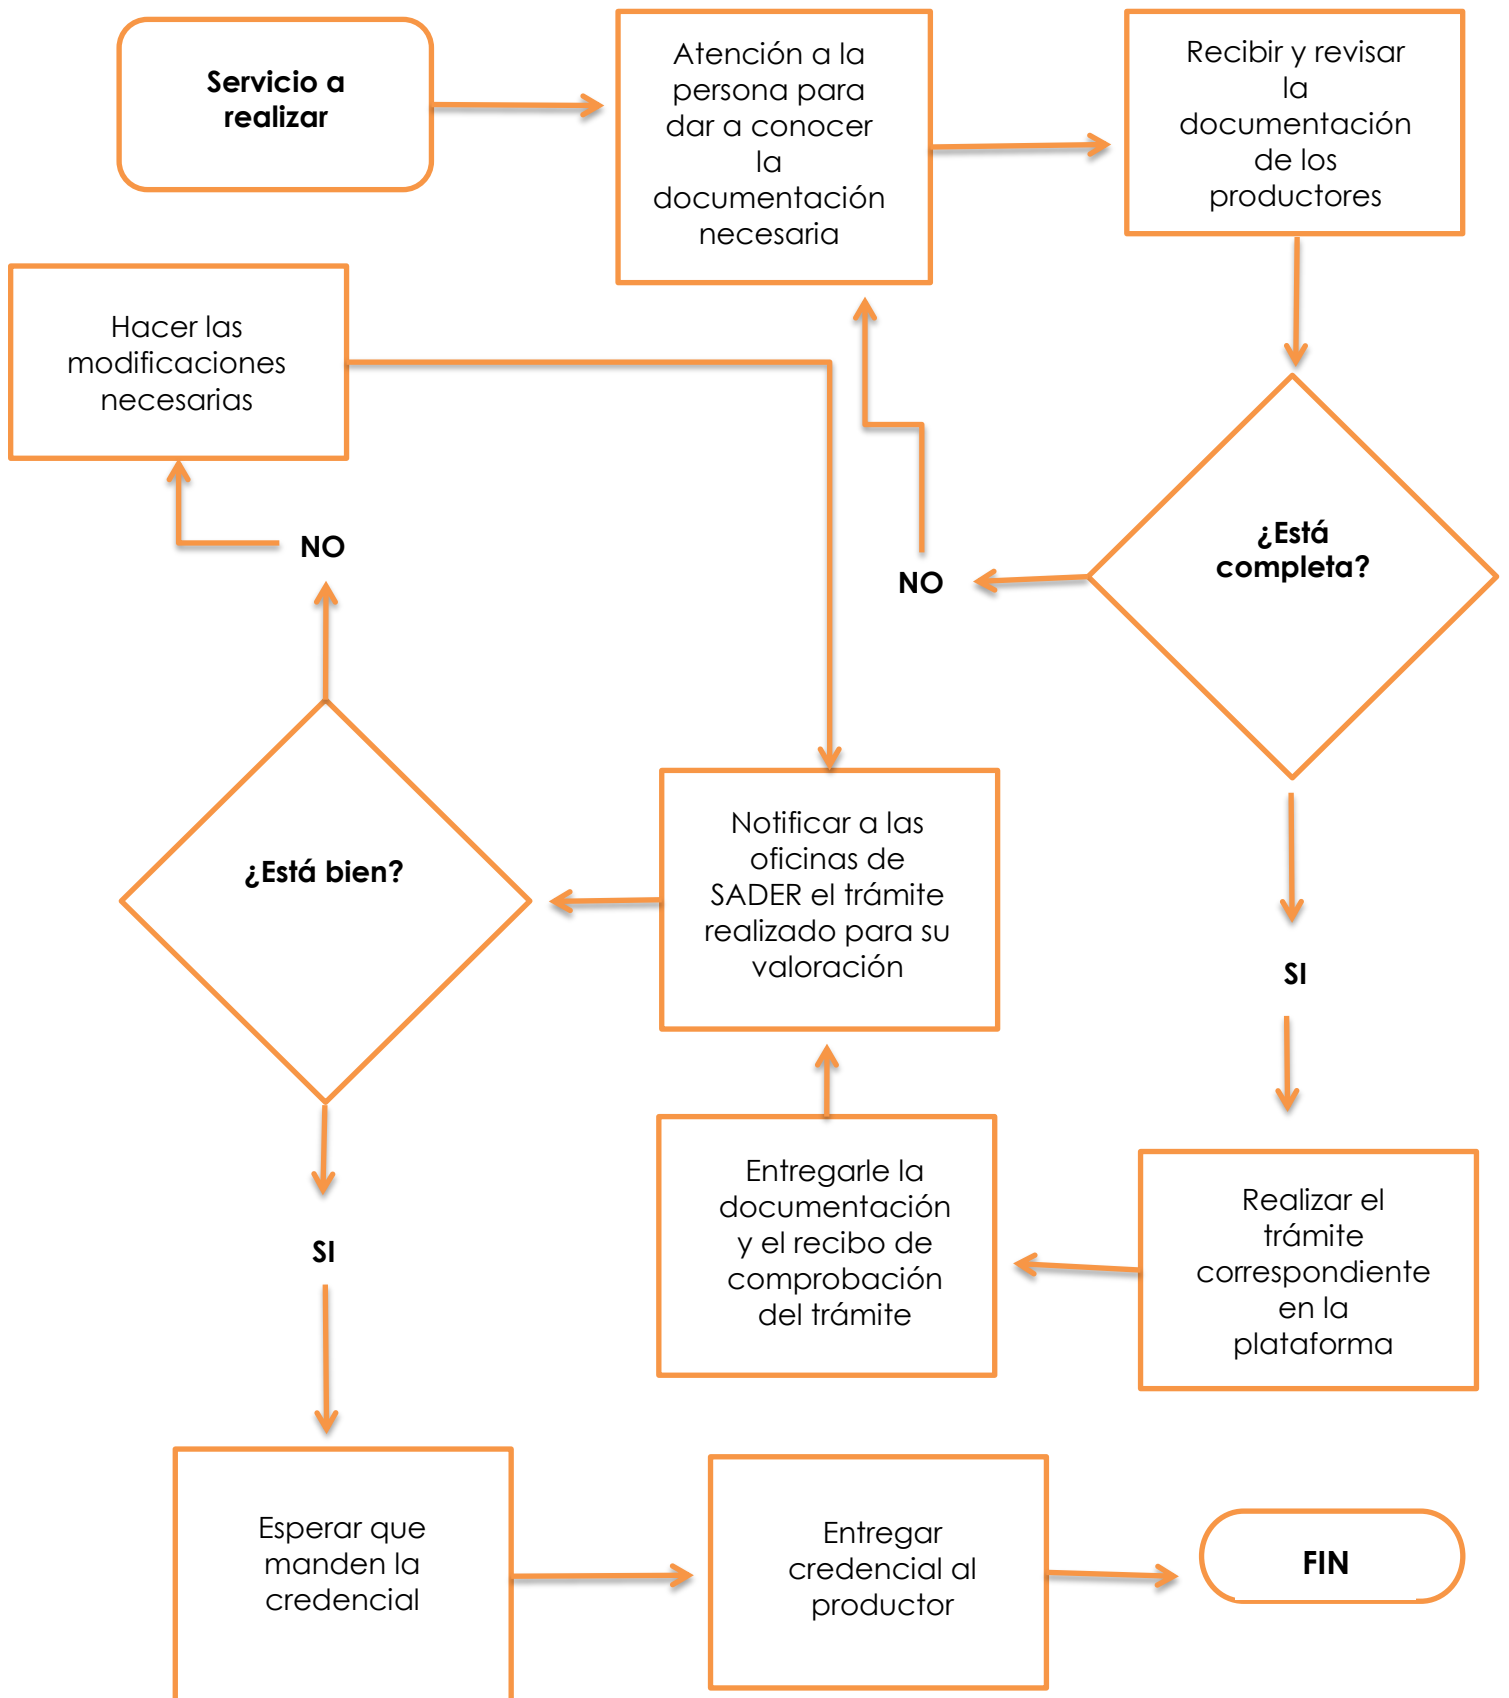 Servicio a
realizar
Atención a la
persona para
dar a conocer
la
documentación
necesaria
Recibir y revisar
la
documentación
de los
productores
Hacer las
modificaciones
necesarias
NO
¿Está
completa?
NO
¿Está bien?
Notificar a las
oficinas de
SADER el trámite
realizado para su
valoración
SI
Entregarle la
documentación
y el recibo de
comprobación
del trámite
Realizar el
trámite
correspondiente
en la
plataforma
SI
Esperar que
manden la
credencial
Entregar
credencial al
productor
FIN